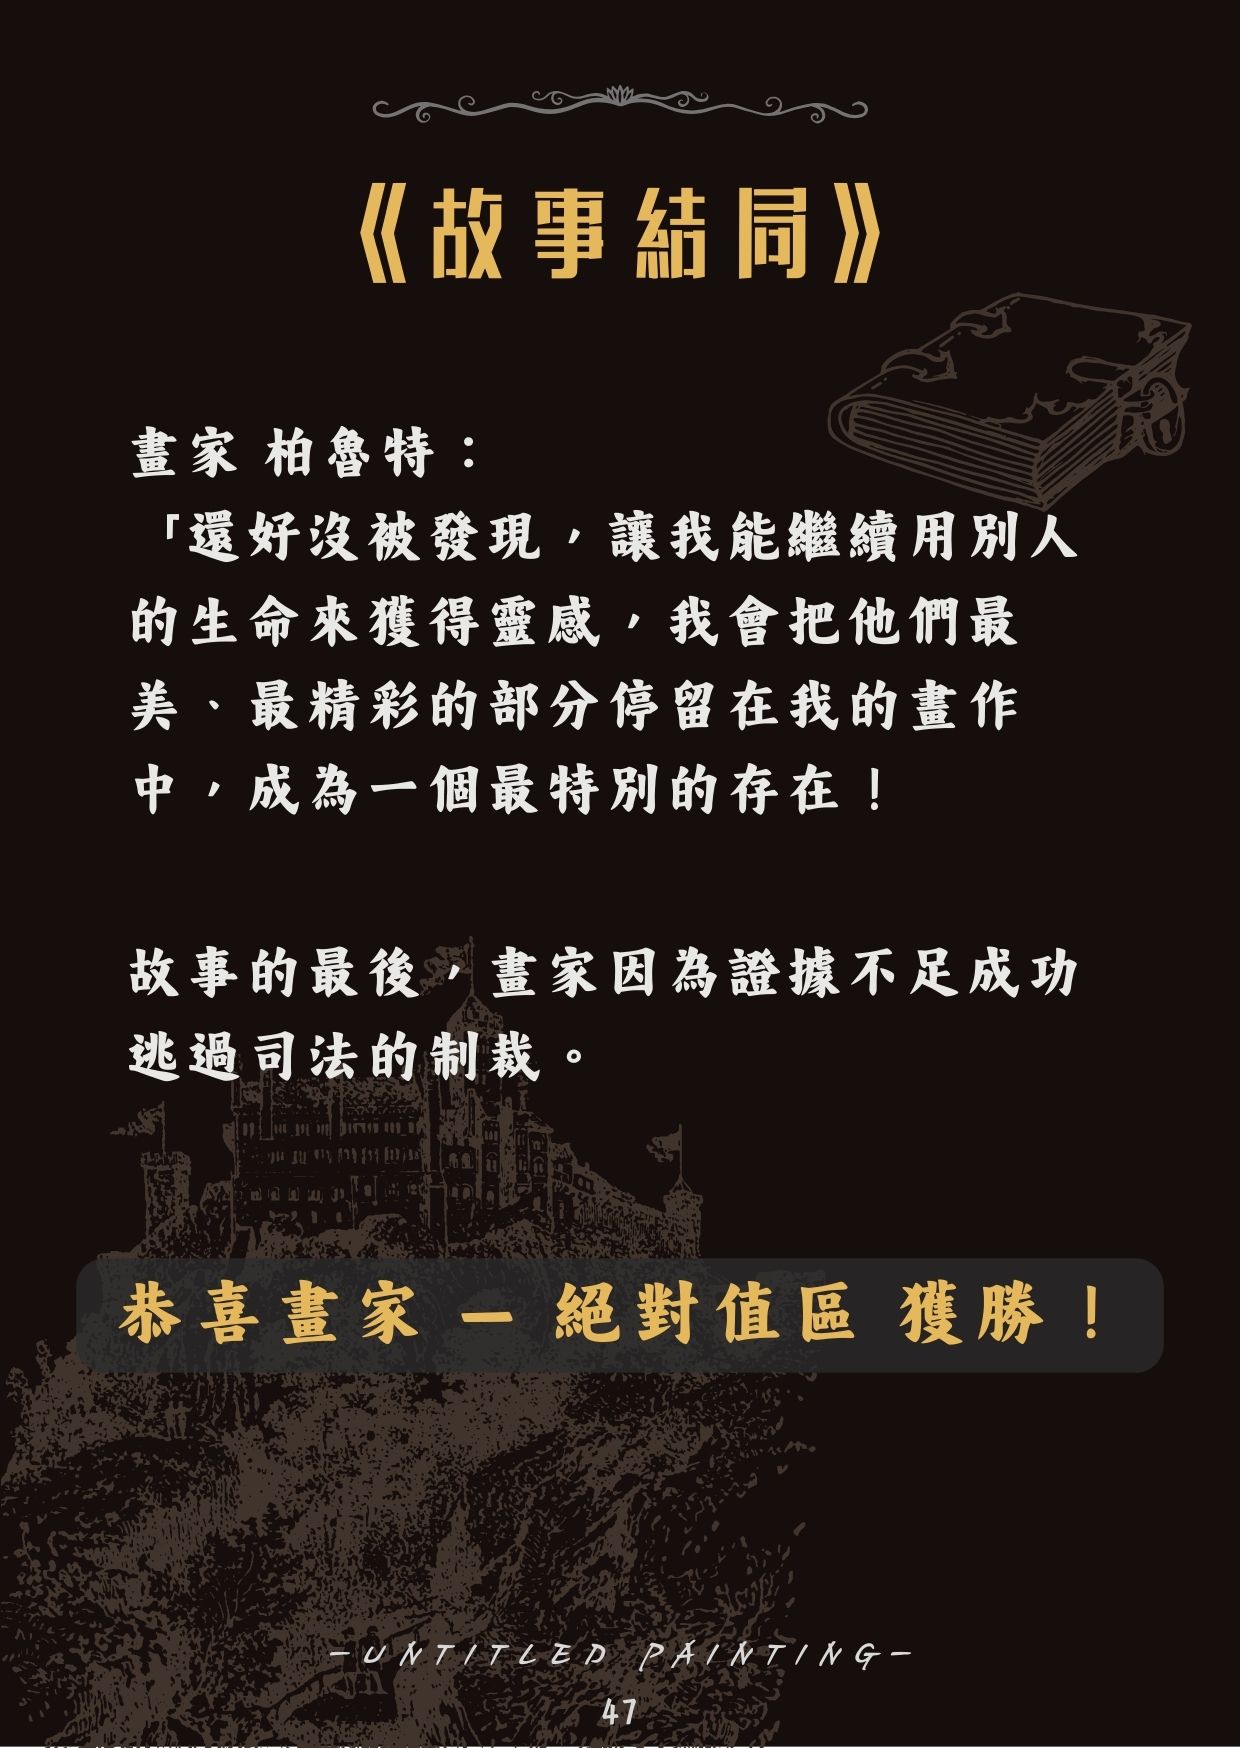 《故事結局》
畫家 柏魯特：
「還好沒被發現，讓我能繼續用別人
的生命來獲得靈感，我會把他們最
美、最精彩的部分停留在我的畫作
中，成為一個最特別的存在！
故事的最後，畫家因為證據不足成功
逃過司法的制裁。
恭喜畫家 — 絕對值區 獲勝！
-UNTITLED PAINTING-
47